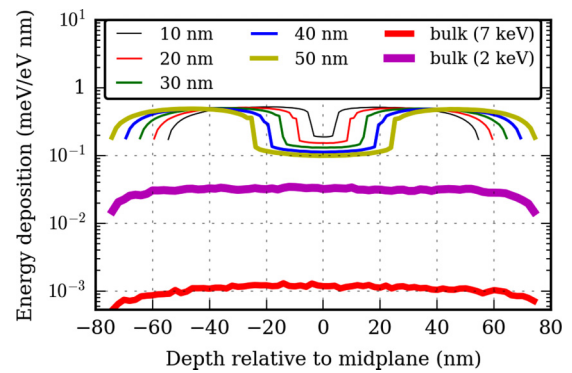 10 nm 40 nm bulk (7 keV)
20 nm 50 nm bulk (2 keV)
30 nm
Energy deposition (meV/eV nm)
10¹
1
10⁻¹
10⁻²
10⁻³
−80 −60 −40 −20 0 20 40 60 80
Depth relative to midplane (nm)